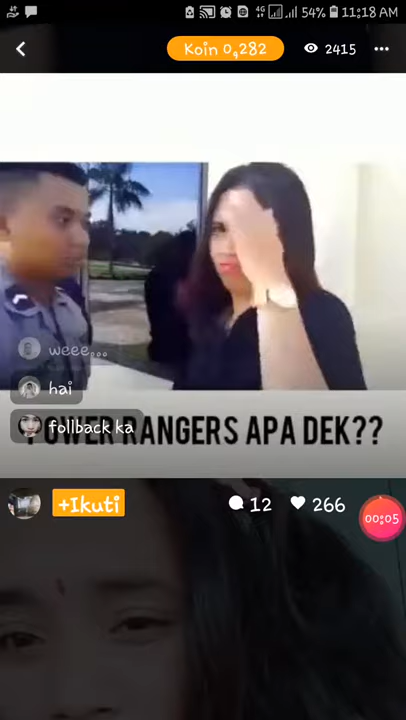 54% 11:18 AM
Koin 0,282
2415
weee...
hai
follback ka
POWER RANGERS APA DEK??
+Ikuti
12
266
00:05